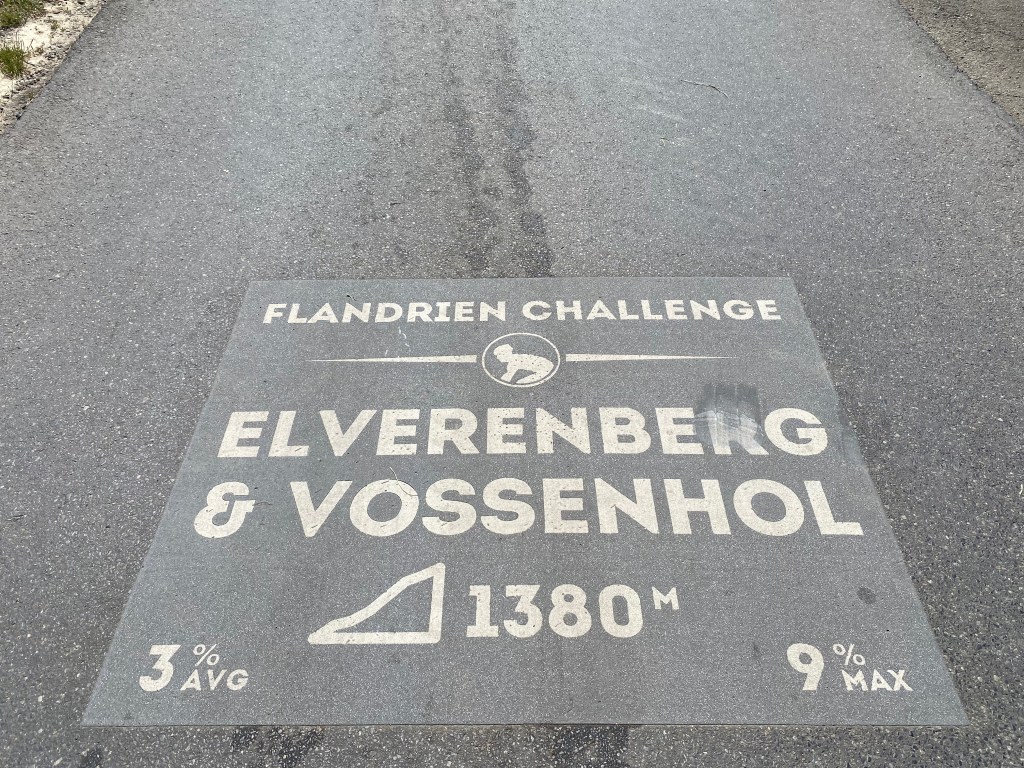 FLANDRIEN CHALLENGE
ELVERENBERG
& VOSSENHOL
1380 M
3 % AVG
9 % MAX